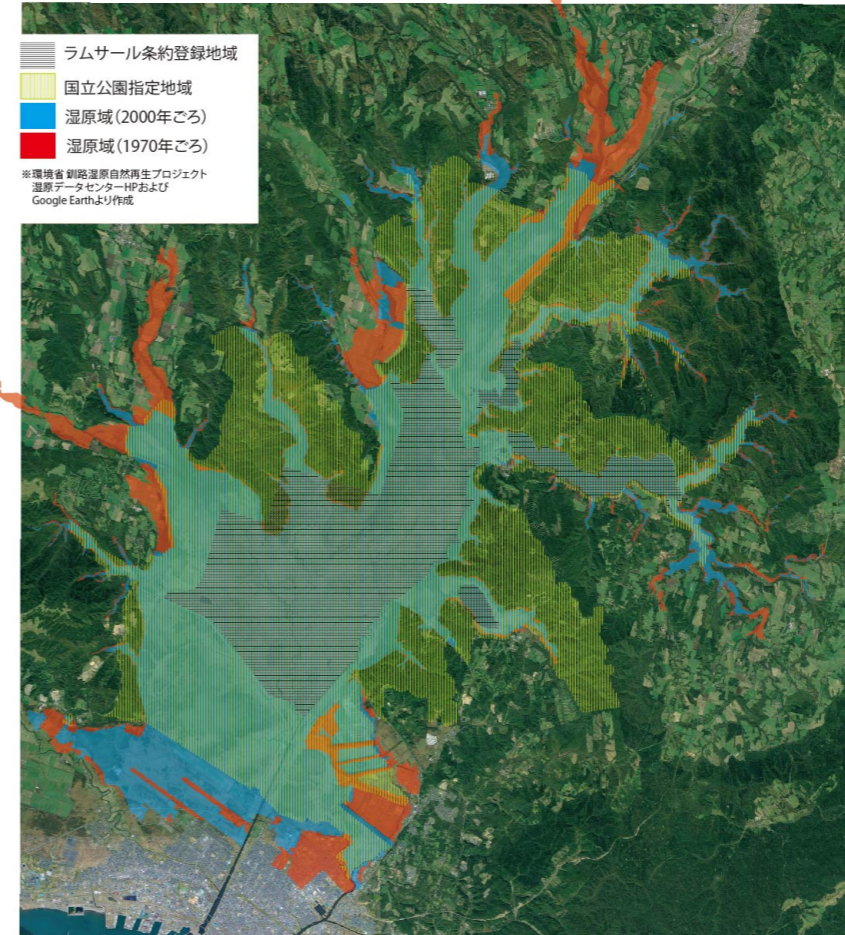 ラムサール条約登録地域
国立公園指定地域
湿原域(2000年ごろ)
湿原域(1970年ごろ)
※環境省 釧路湿原自然再生プロジェクト
湿原データセンターHPおよび
Google Earthより作成